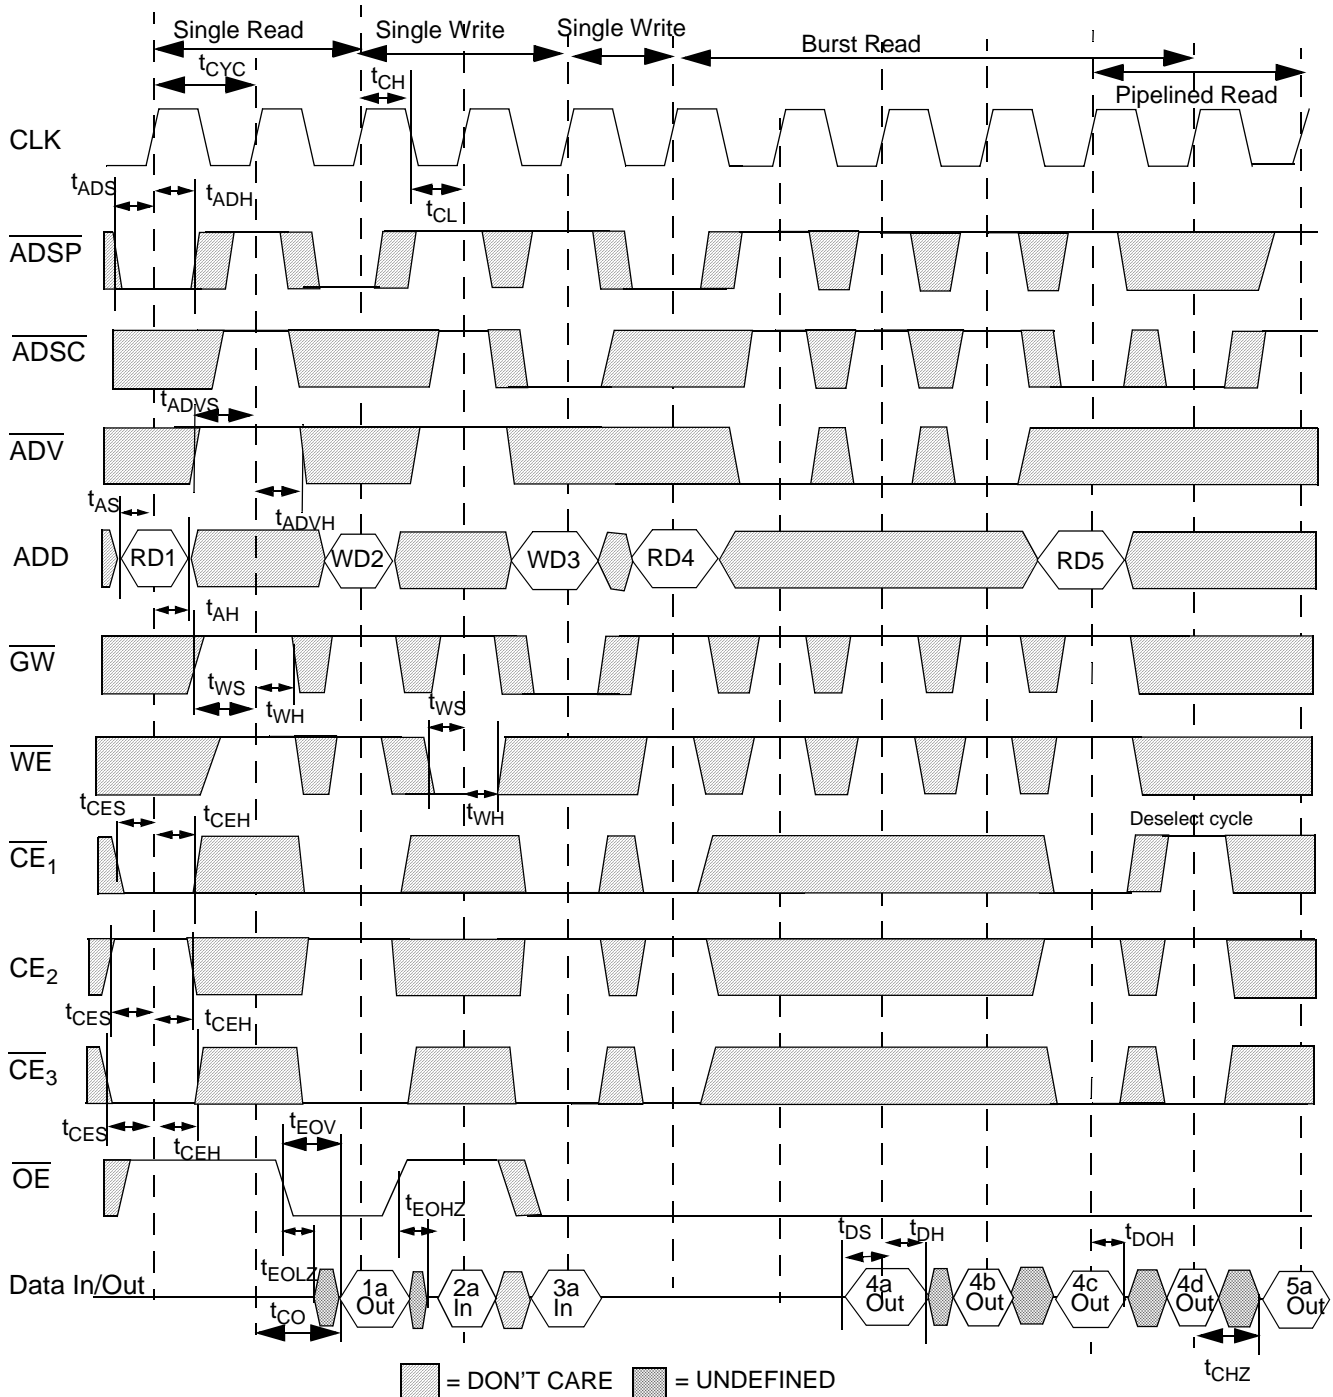 Single Read
Single Write
Single Write
Burst Read
tCYC
tCH
Pipelined Read
CLK
tADS
tADH
tCL
ADSP
ADSC
tADVS
ADV
tAS
tADVH
ADD
RD1
WD2
WD3
RD4
RD5
tAH
GW
tWS
tWH
tWS
WE
tCES
tCEH
tWH
Deselect cycle
CE1
CE2
tCES
tCEH
CE3
tCES
tCEH
tEOV
OE
tEOHZ
tDS
tDH
tDOH
tEOLZ
Data In/Out
1a Out
2a In
3a In
4a Out
4b Out
4c Out
4d Out
5a Out
tCO
tCHZ
= DON'T CARE
= UNDEFINED